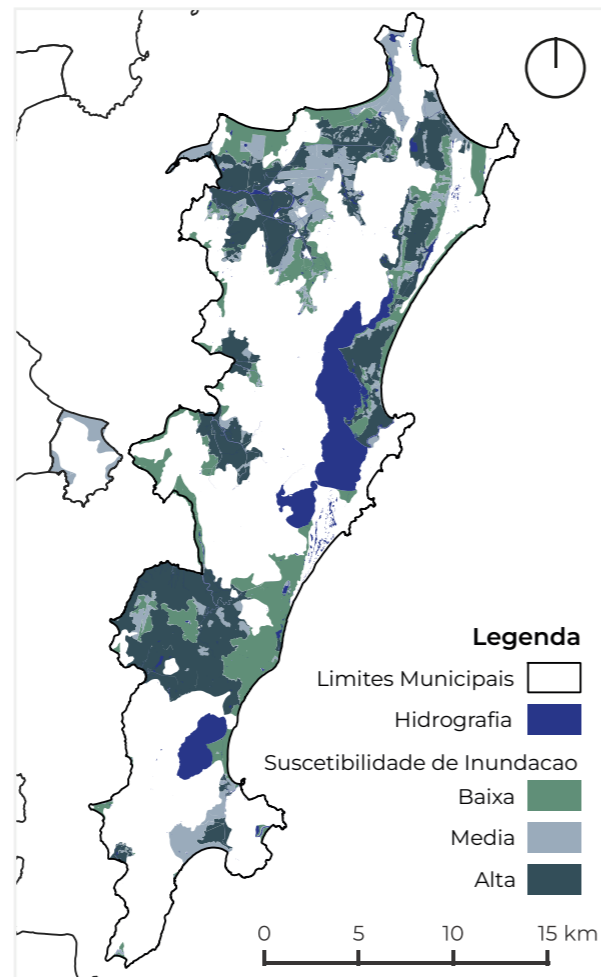 Legenda
Limites Municipais
Hidrografia
Suscetibilidade de Inundacao
Baixa
Media
Alta
0 5 10 15 km